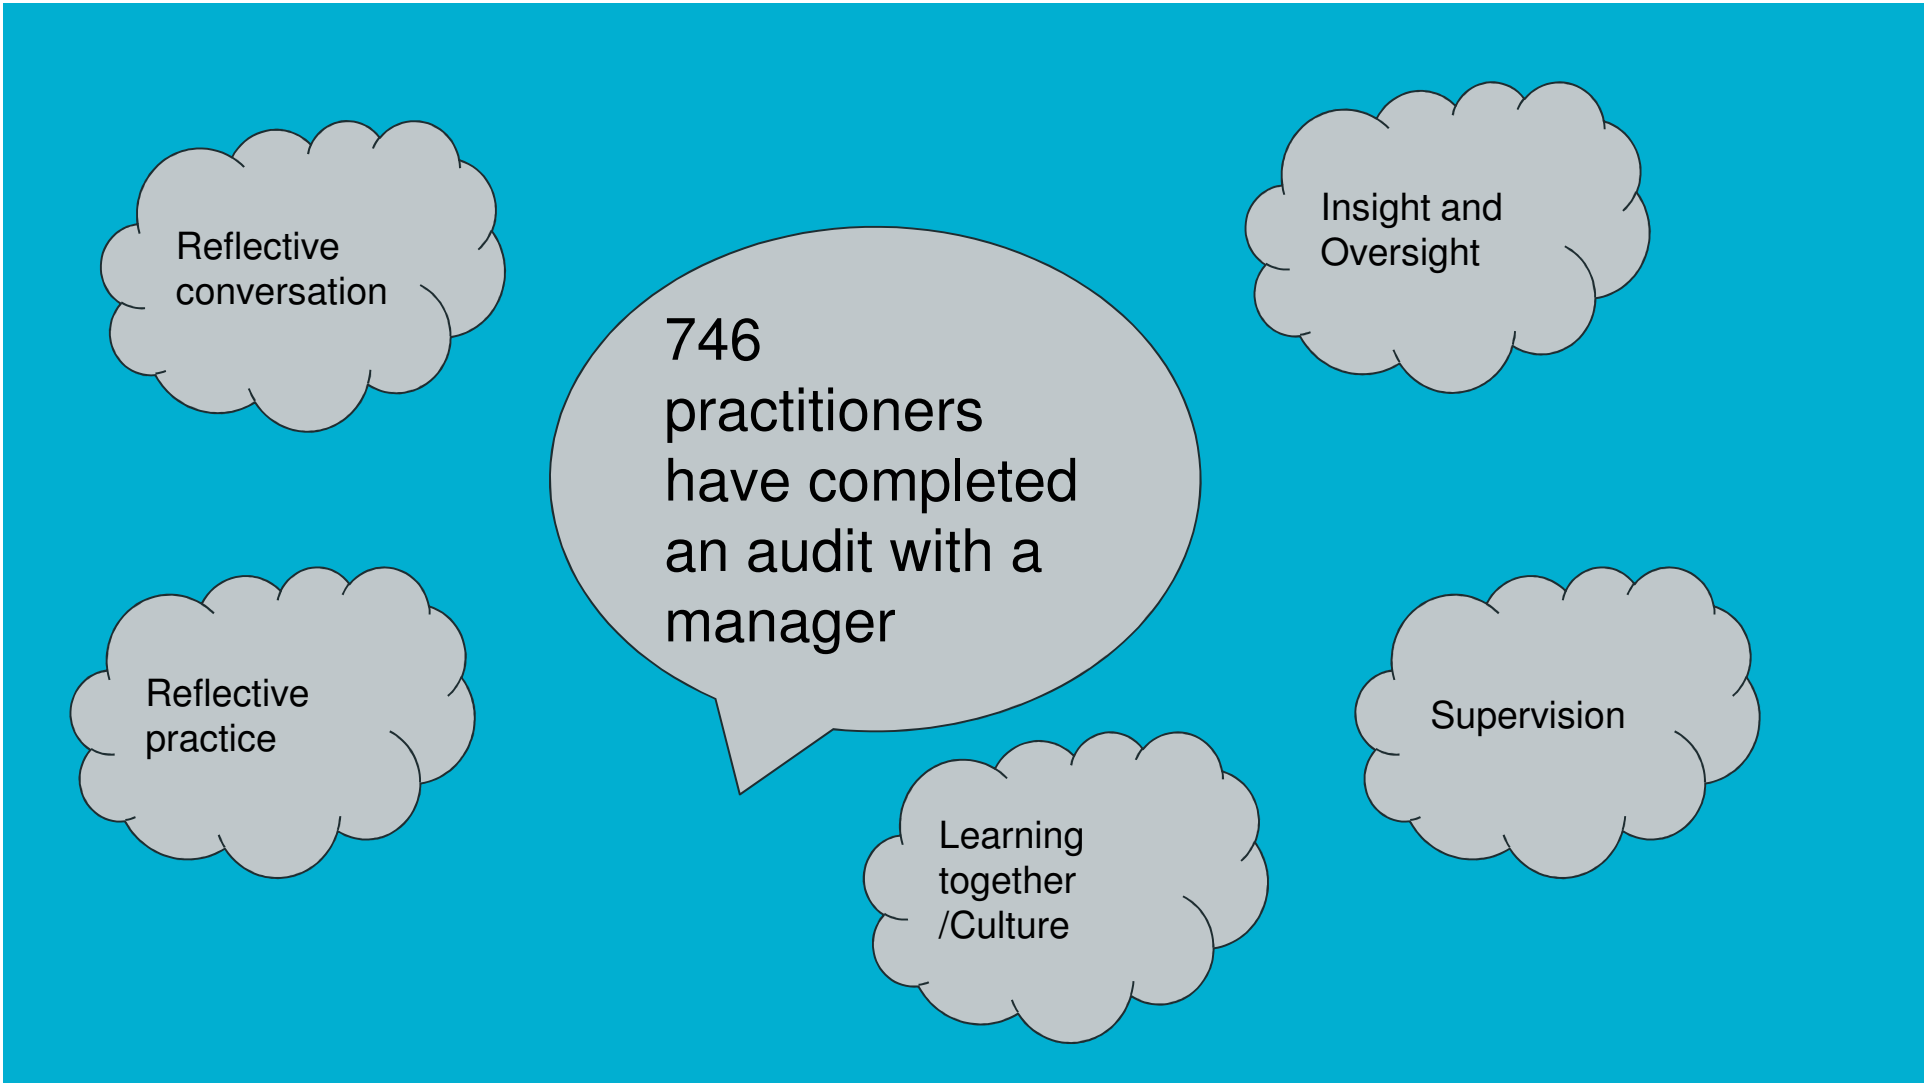 Reflective
conversation
Insight and
Oversight
746
practitioners
have completed
an audit with a
manager
Reflective
practice
Supervision
Learning
together
/Culture